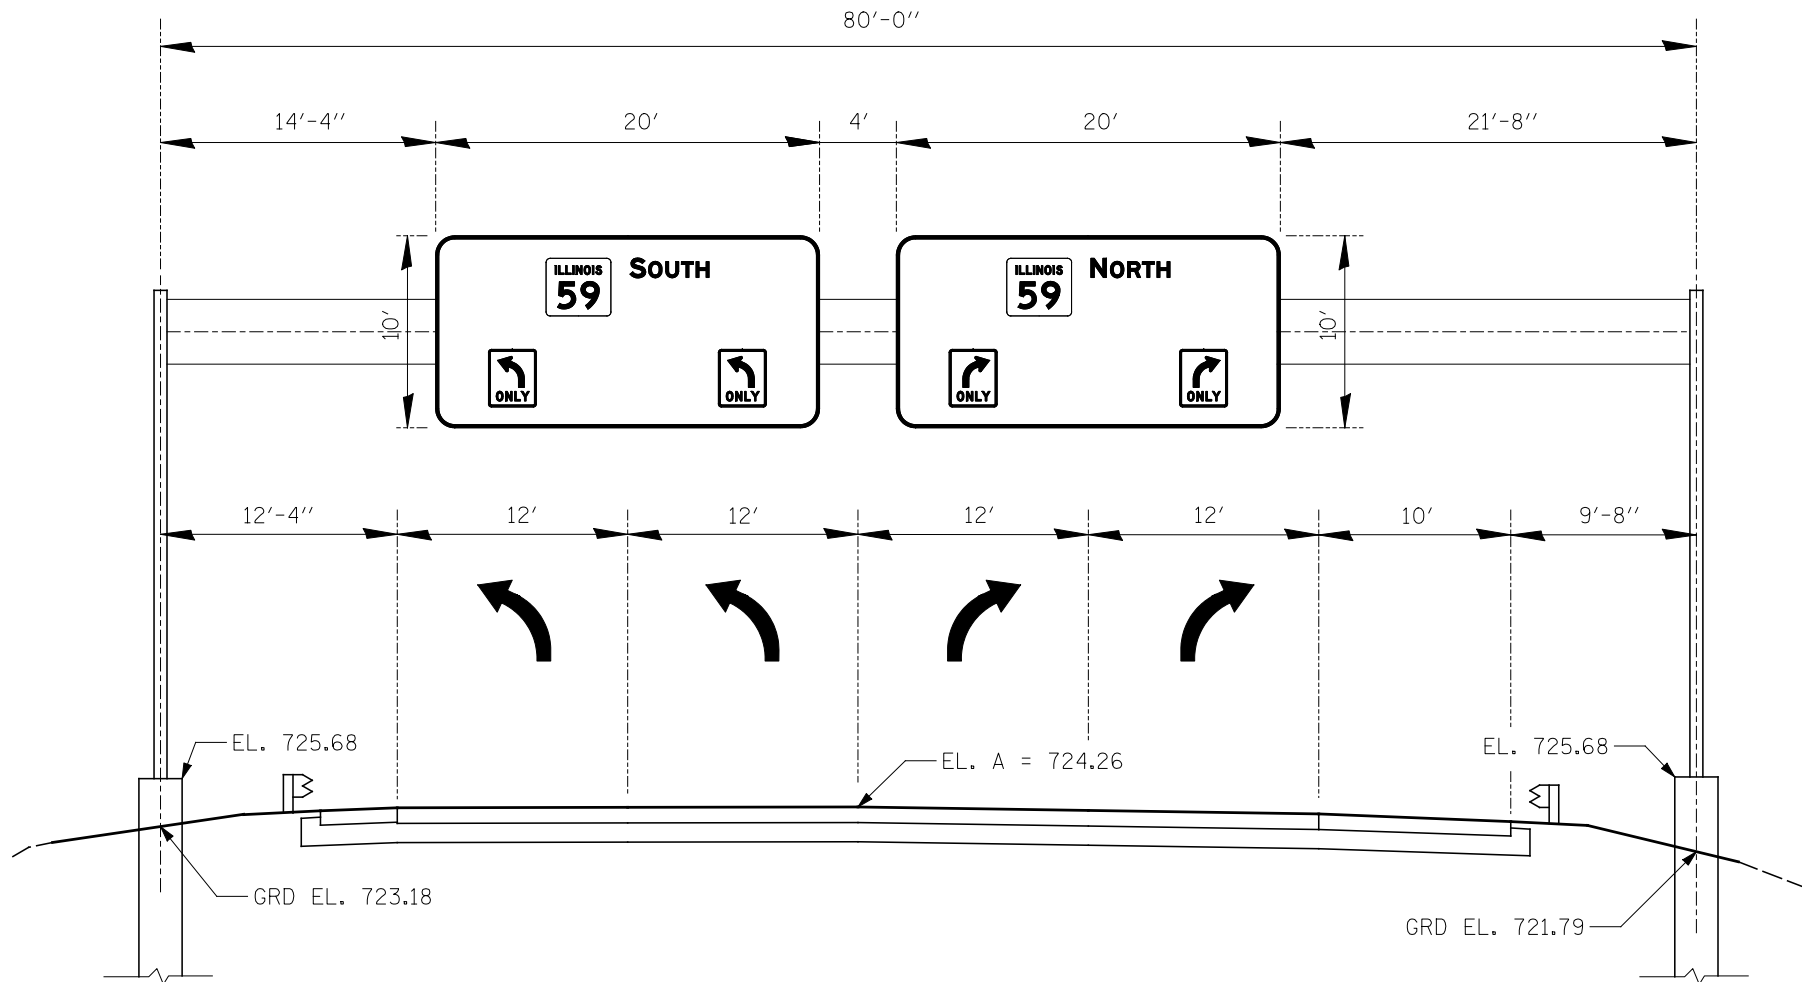 80'-0"
14'-4" 20' 4' 20' 21'-8"
ILLINOIS
59
SOUTH
ONLY ONLY
10'
ILLINOIS
59
NORTH
ONLY ONLY
10'
12'-4" 12' 12' 12' 12' 10' 9'-8"
EL. 725.68
EL. A = 724.26
EL. 725.68
GRD EL. 723.18
GRD EL. 721.79